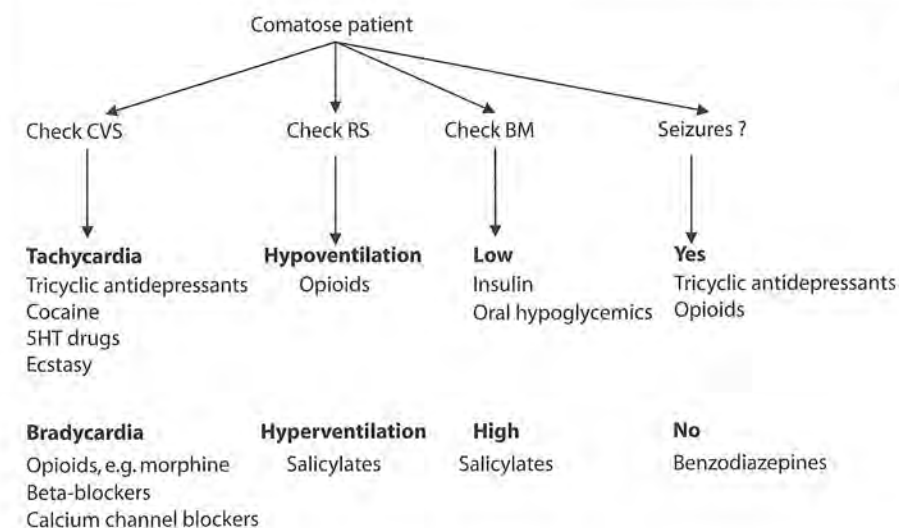 Comatose patient
Check CVS
Check RS
Check BM
Seizures ?
Tachycardia
Tricyclic antidepressants
Cocaine
5HT drugs
Ecstasy
Hypoventilation
Opioids
Low
Insulin
Oral hypoglycemics
Yes
Tricyclic antidepressants
Opioids
Bradycardia
Opioids, e.g. morphine
Beta-blockers
Calcium channel blockers
Hyperventilation
Salicylates
High
Salicylates
No
Benzodiazepines